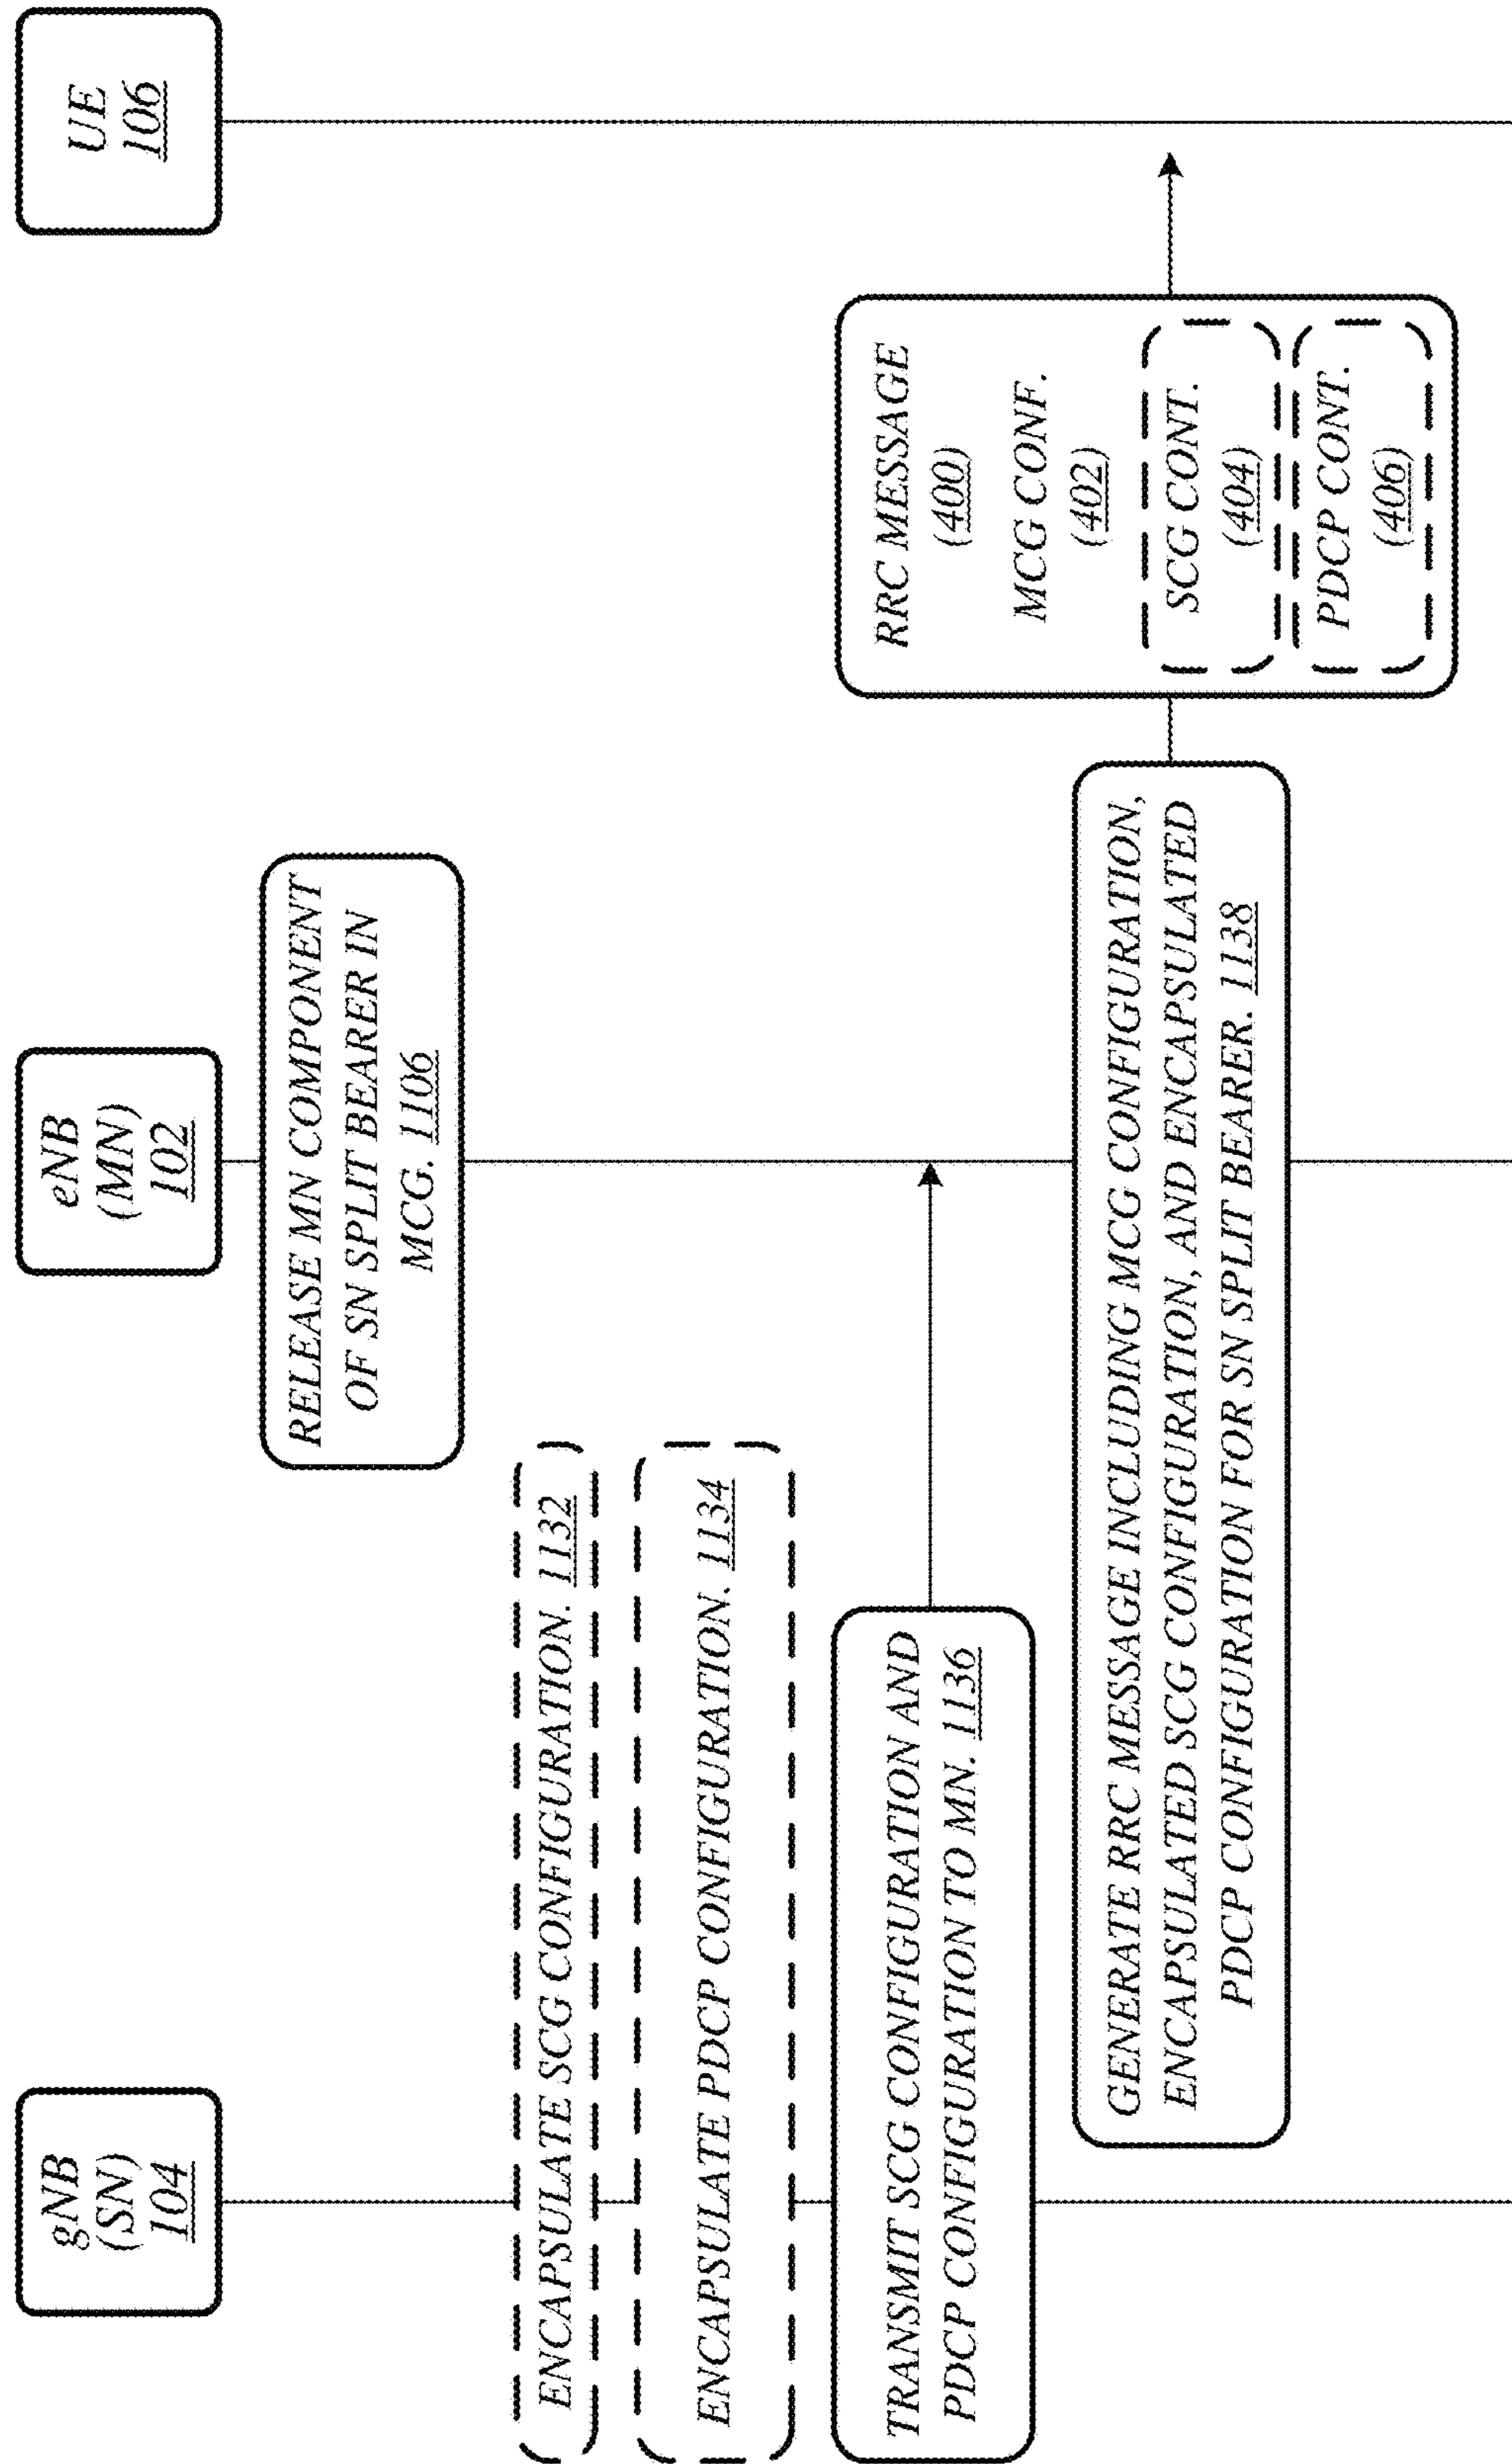 gNB
(SN)
104
eNB
(MN)
102
UE
106
RELEASE MN COMPONENT
OF SN SPLIT BEARER IN
MCG. 1106
ENCAPSULATE SCG CONFIGURATION. 1132
ENCAPSULATE PDCP CONFIGURATION. 1134
TRANSMIT SCG CONFIGURATION AND
PDCP CONFIGURATION TO MN. 1136
GENERATE RRC MESSAGE INCLUDING MCG CONFIGURATION,
ENCAPSULATED SCG CONFIGURATION, AND ENCAPSULATED
PDCP CONFIGURATION FOR SN SPLIT BEARER. 1138
RRC MESSAGE
(400)
MCG CONF.
(402)
SCG CONT.
(404)
PDCP CONT.
(406)